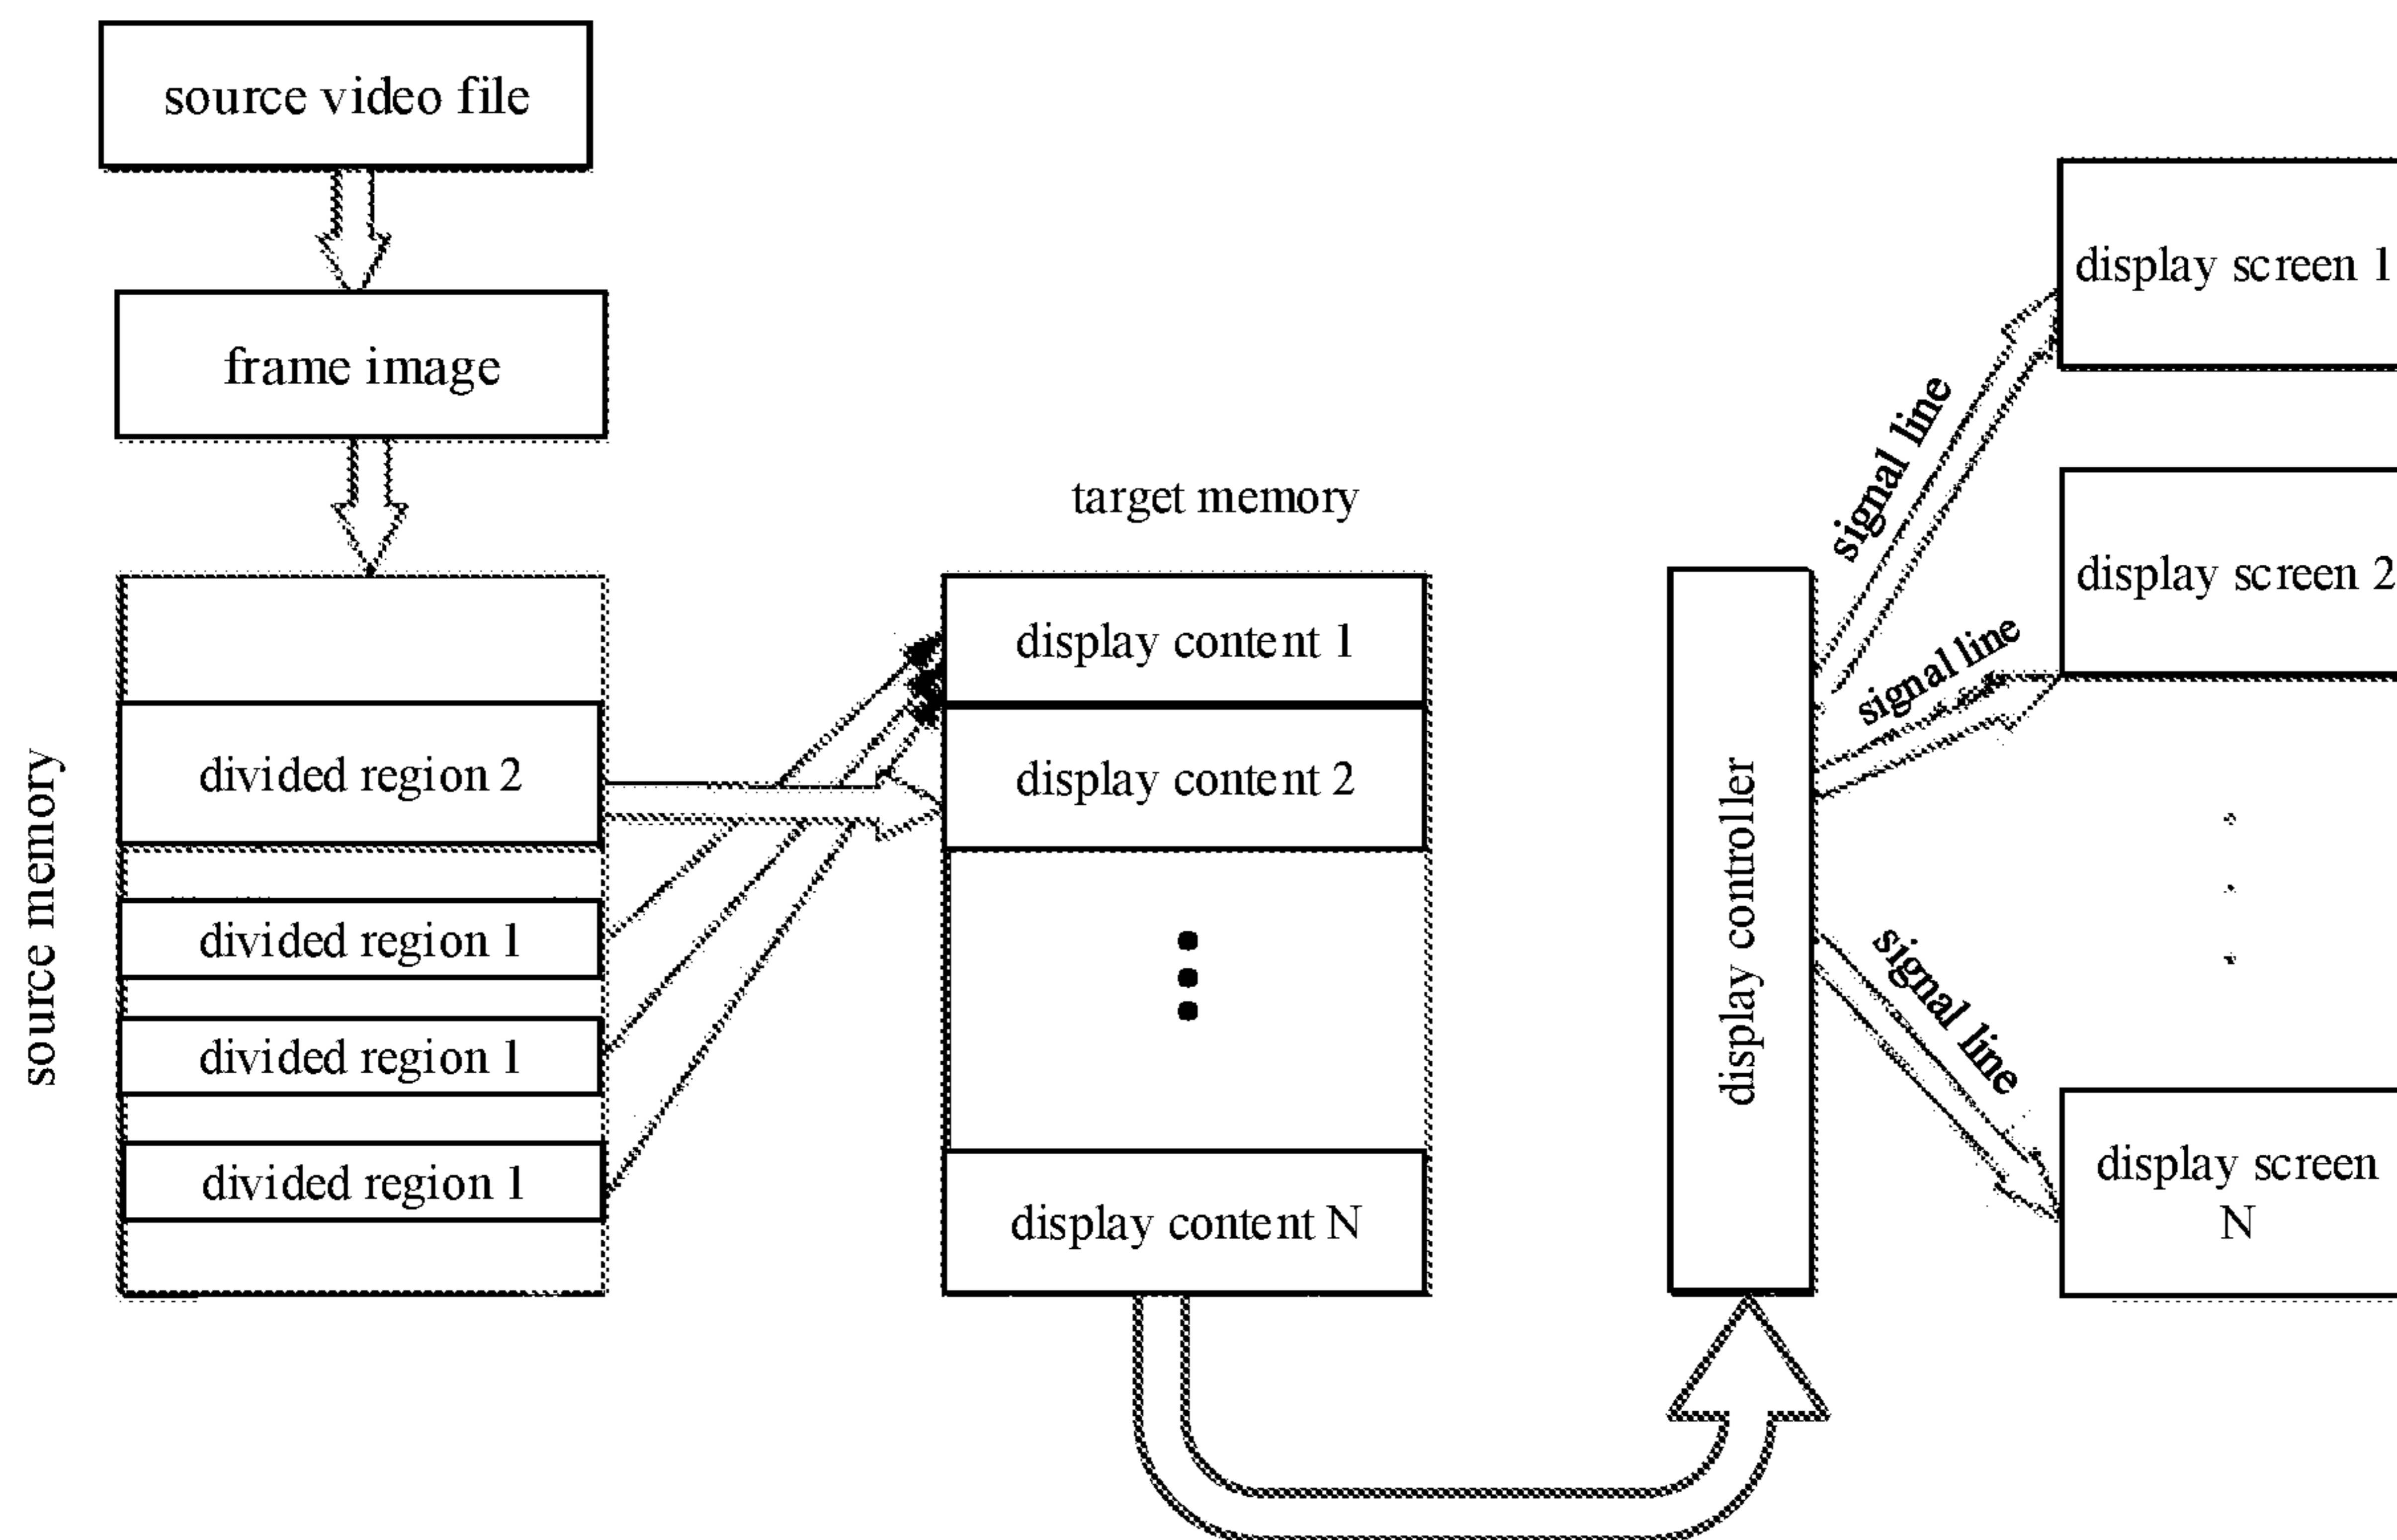 source video file
frame image
source memory
divided region 2
divided region 1
divided region 1
divided region 1
target memory
display content 1
display content 2
display content N
display controller
signal line
signal line
signal line
display screen 1
display screen 2
display screen
N